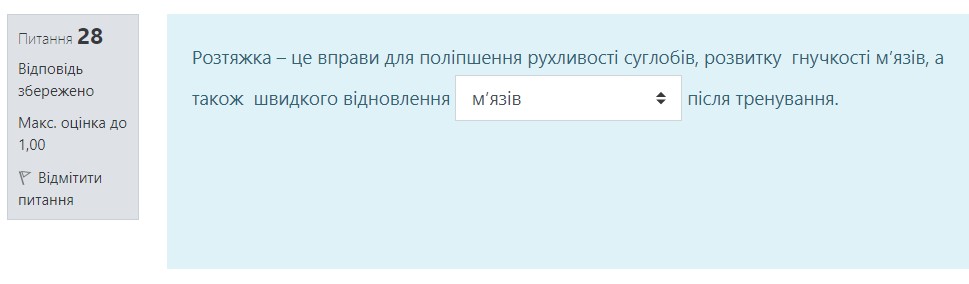 Питання 28
Відповідь
збережено
Макс. оцінка до
1,00
Відмітити
питання
Розтяжка – це вправи для поліпшення рухливості суглобів, розвитку гнучкості м’язів, а
також швидкого відновлення м’язів після тренування.